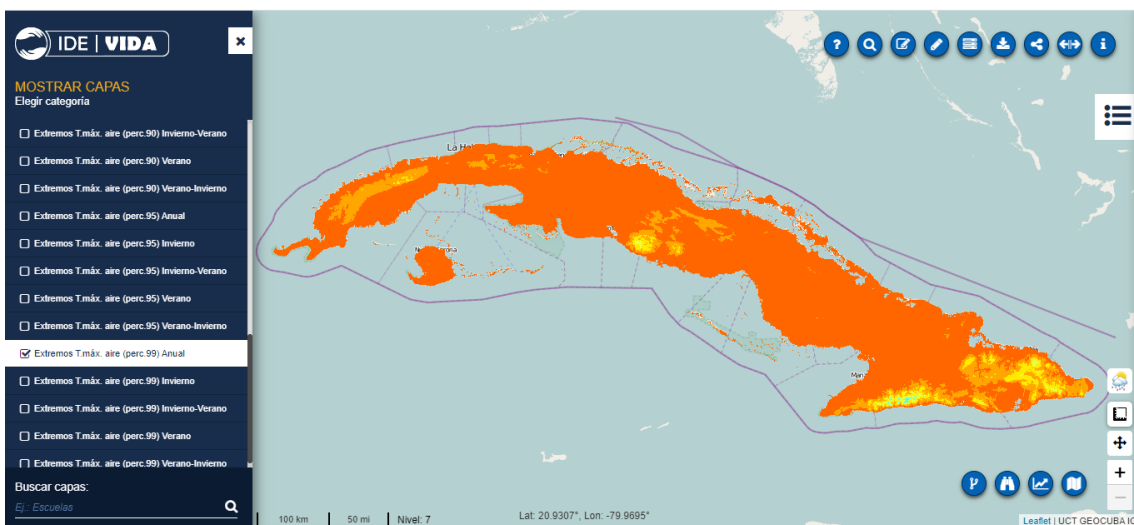 IDE | VIDA
×
MOSTRAR CAPAS
Elegir categoría
Extremos T.máx. aire (perc.90) Invierno-Verano
Extremos T.máx. aire (perc.90) Verano
Extremos T.máx. aire (perc.90) Verano-Invierno
Extremos T.máx. aire (perc.95) Anual
Extremos T.máx. aire (perc.95) Invierno
Extremos T.máx. aire (perc.95) Invierno-Verano
Extremos T.máx. aire (perc.95) Verano
Extremos T.máx. aire (perc.95) Verano-Invierno
Extremos T.máx. aire (perc.99) Anual
Extremos T.máx. aire (perc.99) Invierno
Extremos T.máx. aire (perc.99) Invierno-Verano
Extremos T.máx. aire (perc.99) Verano
Extremos T.máx. aire (perc.99) Verano-Invierno
Buscar capas:
Ej.: Escuelas
La
100 km
50 mi
Nivel: 7
Lat: 20.9307°, Lon: -79.9695°
+
−
Leaflet | UCT GEOCUBA IC